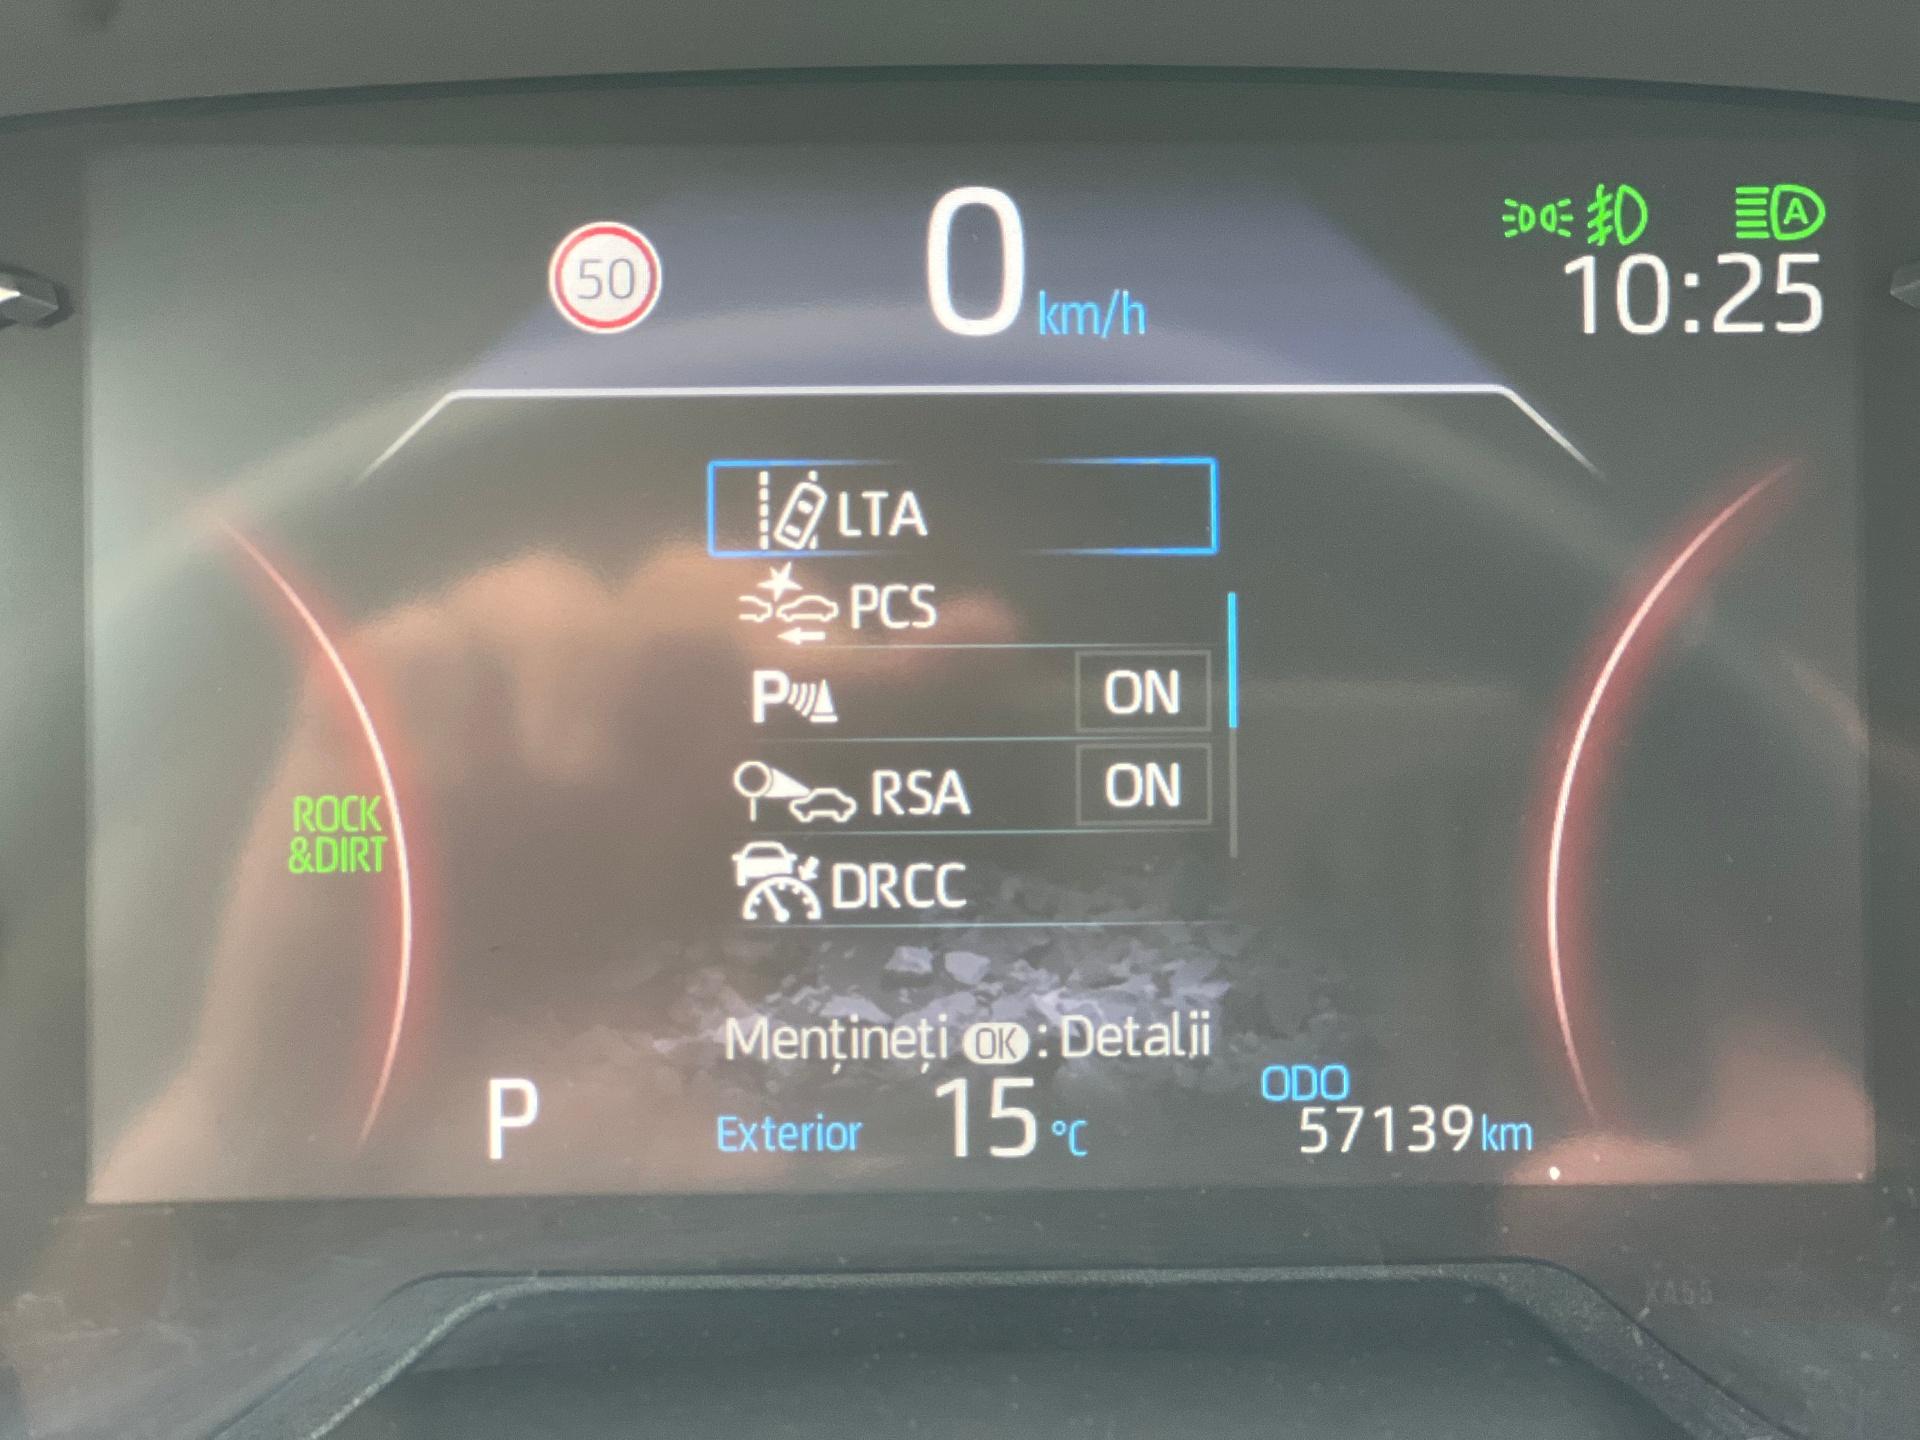 50
0 km/h
A
10:25
LTA
PCS
P ON
RSA ON
DRCC
ROCK
&DIRT
Mențineți OK : Detalii
P
Exterior 15 °C
ODO
57139 km